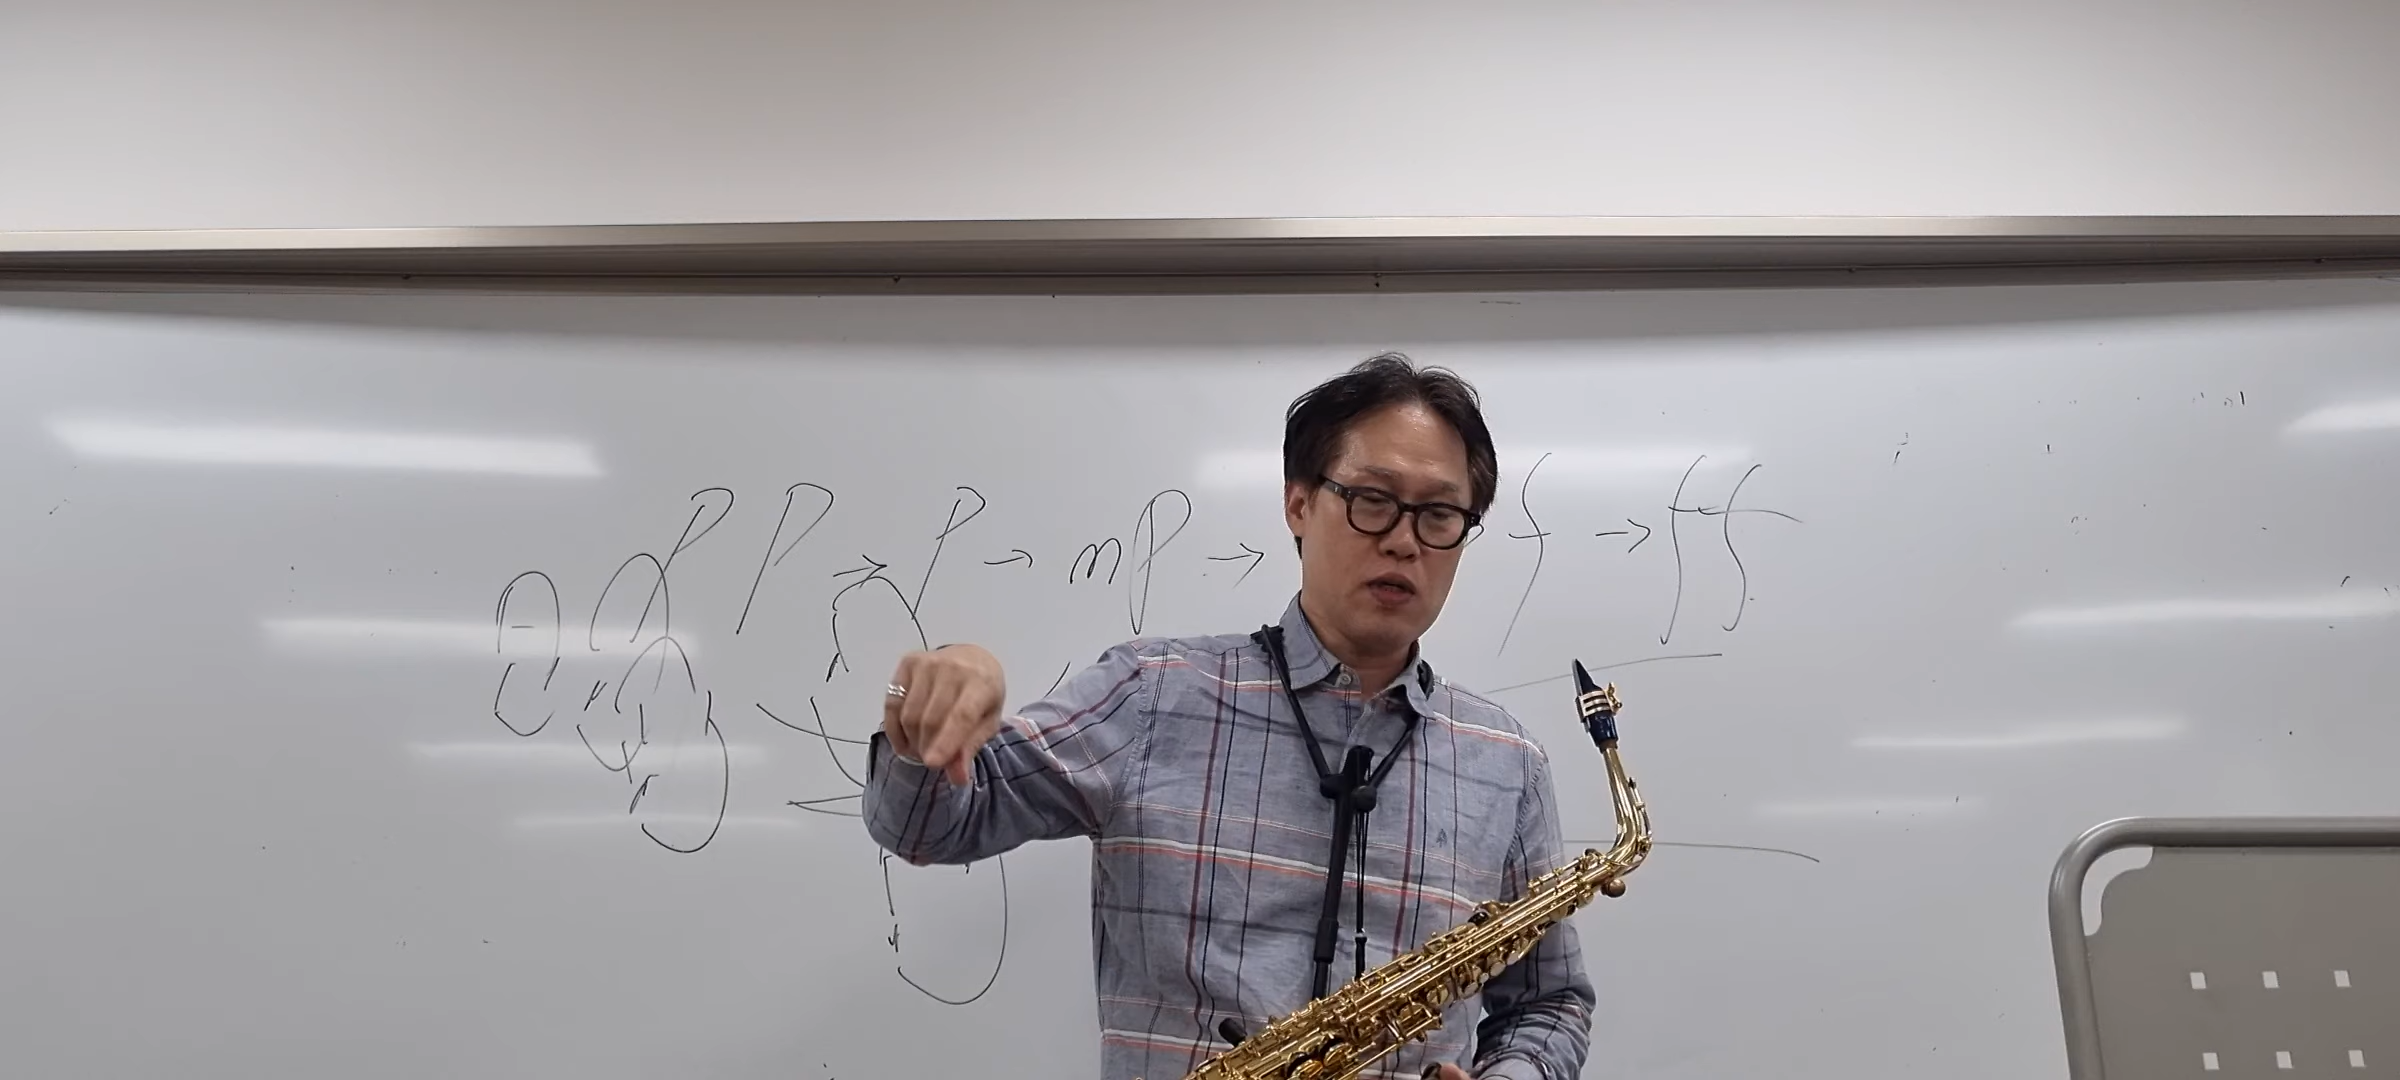 PP → P → mP → f → ff